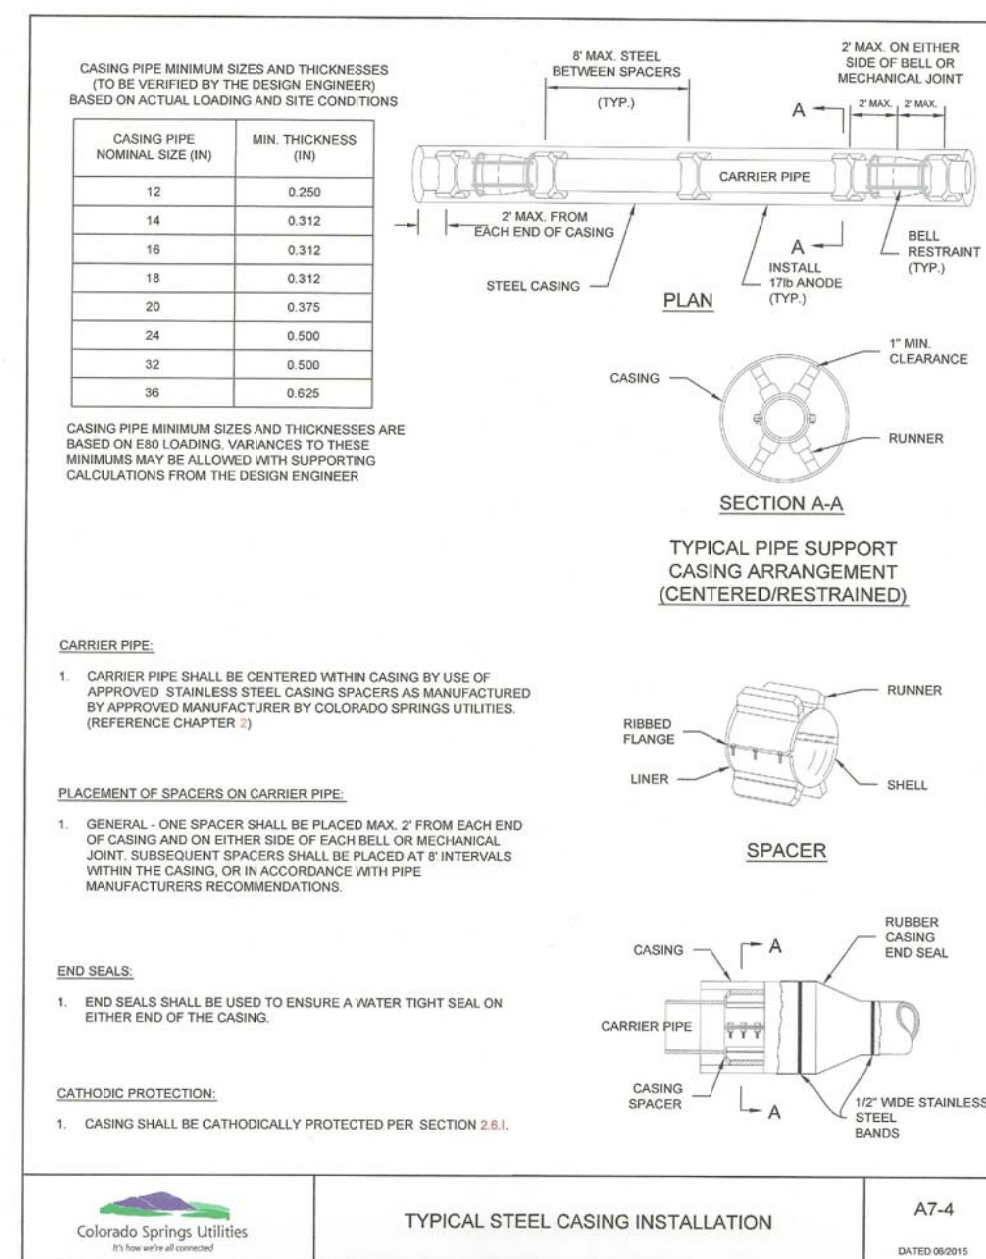 CASING PIPE MINIMUM SIZES AND THICKNESSES
(TO BE VERIFIED BY THE DESIGN ENGINEER)
BASED ON ACTUAL LOADING AND SITE CONDITIONS
CASING PIPE
NOMINAL SIZE (IN)
MIN. THICKNESS
(IN)
12 0.250
14 0.312
16 0.312
18 0.312
20 0.375
24 0.500
32 0.500
36 0.625
CASING PIPE MINIMUM SIZES AND THICKNESSES ARE
BASED ON E80 LOADING. VARIANCES TO THESE
MINIMUMS MAY BE ALLOWED WITH SUPPORTING
CALCULATIONS FROM THE DESIGN ENGINEER
8' MAX. STEEL
BETWEEN SPACERS
(TYP.)
2' MAX. ON EITHER
SIDE OF BELL OR
MECHANICAL JOINT
A
2' MAX. 2' MAX.
CARRIER PIPE
2' MAX. FROM
EACH END OF CASING
STEEL CASING
A
INSTALL
17lb ANODE
(TYP.)
BELL
RESTRAINT
(TYP.)
PLAN
CASING
1" MIN.
CLEARANCE
RUNNER
SECTION A-A
TYPICAL PIPE SUPPORT
CASING ARRANGEMENT
(CENTERED/RESTRAINED)
CARRIER PIPE:
1. CARRIER PIPE SHALL BE CENTERED WITHIN CASING BY USE OF
APPROVED STAINLESS STEEL CASING SPACERS AS MANUFACTURED
BY APPROVED MANUFACTURER BY COLORADO SPRINGS UTILITIES.
(REFERENCE CHAPTER 2)
PLACEMENT OF SPACERS ON CARRIER PIPE:
1. GENERAL - ONE SPACER SHALL BE PLACED MAX. 2' FROM EACH END
OF CASING AND ON EITHER SIDE OF EACH BELL OR MECHANICAL
JOINT. SUBSEQUENT SPACERS SHALL BE PLACED AT 8' INTERVALS
WITHIN THE CASING, OR IN ACCORDANCE WITH PIPE
MANUFACTURERS RECOMMENDATIONS.
END SEALS:
1. END SEALS SHALL BE USED TO ENSURE A WATER TIGHT SEAL ON
EITHER END OF THE CASING.
CATHODIC PROTECTION:
1. CASING SHALL BE CATHODICALLY PROTECTED PER SECTION 2.6.I.
RUNNER
RIBBED
FLANGE
LINER
SHELL
SPACER
CASING
A
RUBBER
CASING
END SEAL
CARRIER PIPE
CASING
SPACER
A
1/2" WIDE STAINLESS
STEEL
BANDS
Colorado Springs Utilities
It's how we're all connected
TYPICAL STEEL CASING INSTALLATION
A7-4
DATED 06/2015